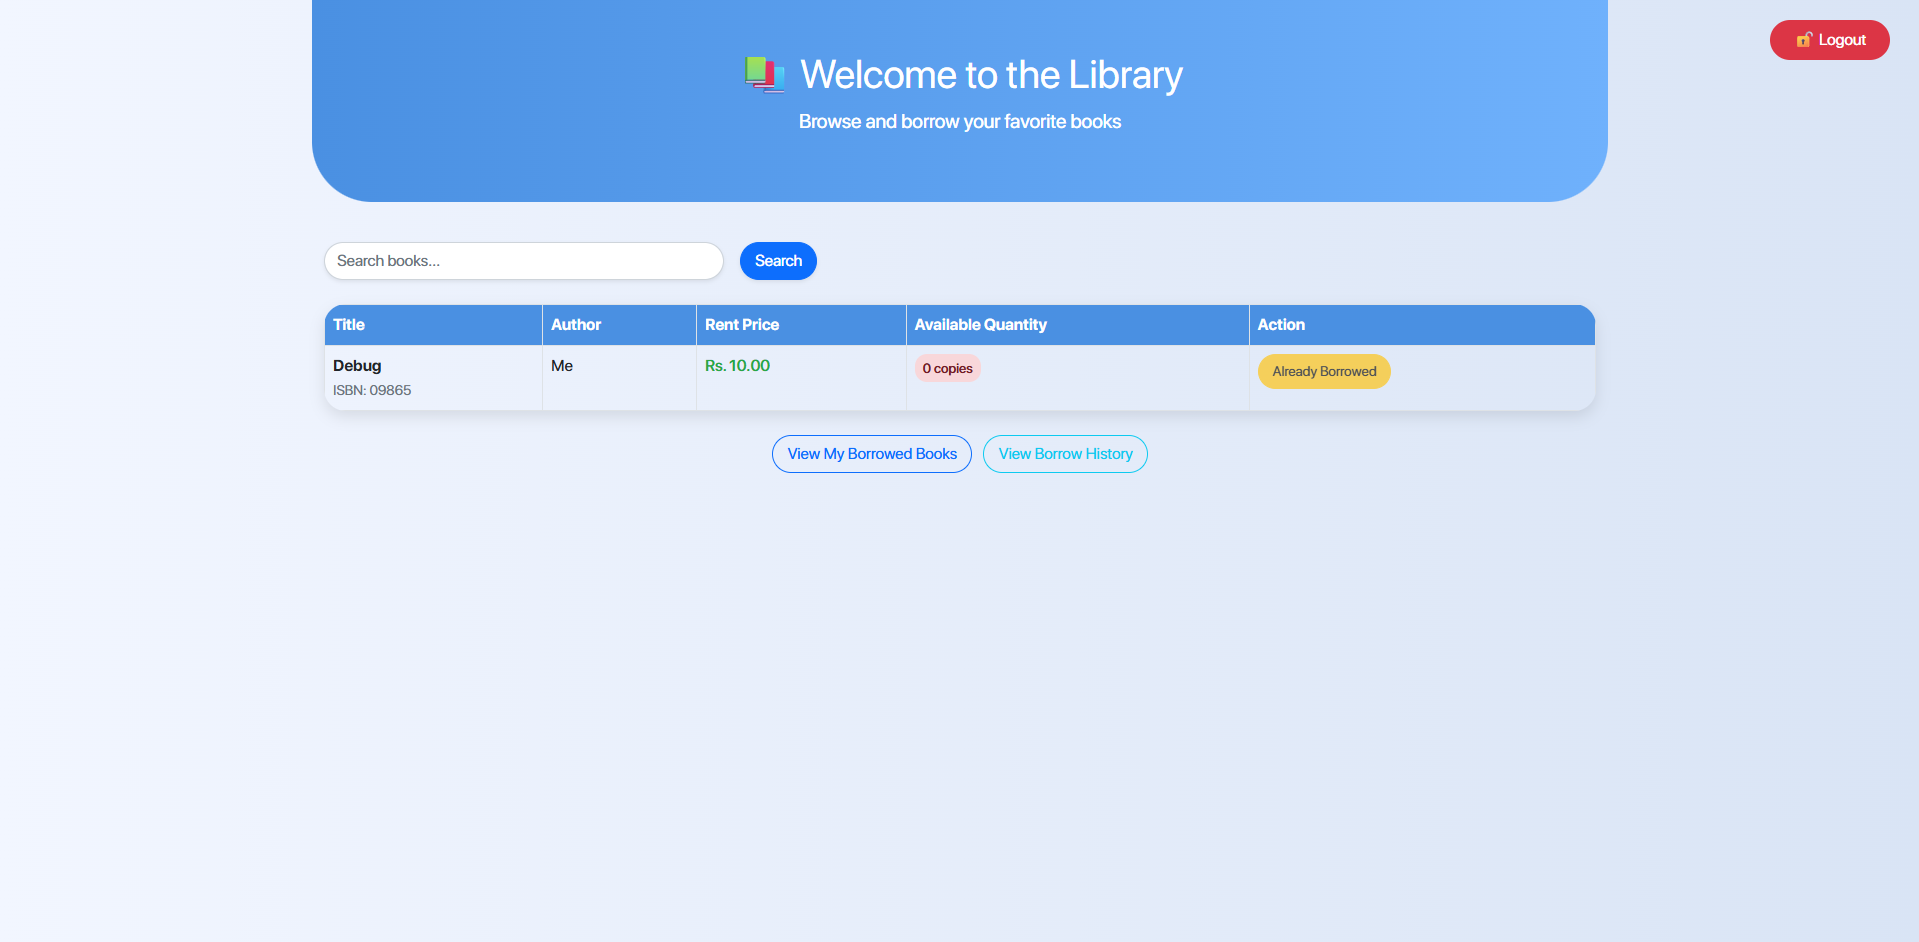 Logout
Welcome to the Library
Browse and borrow your favorite books
Search books...
Search
Title Author Rent Price Available Quantity Action
Debug Me Rs. 10.00 0 copies Already Borrowed
ISBN: 09865
View My Borrowed Books View Borrow History